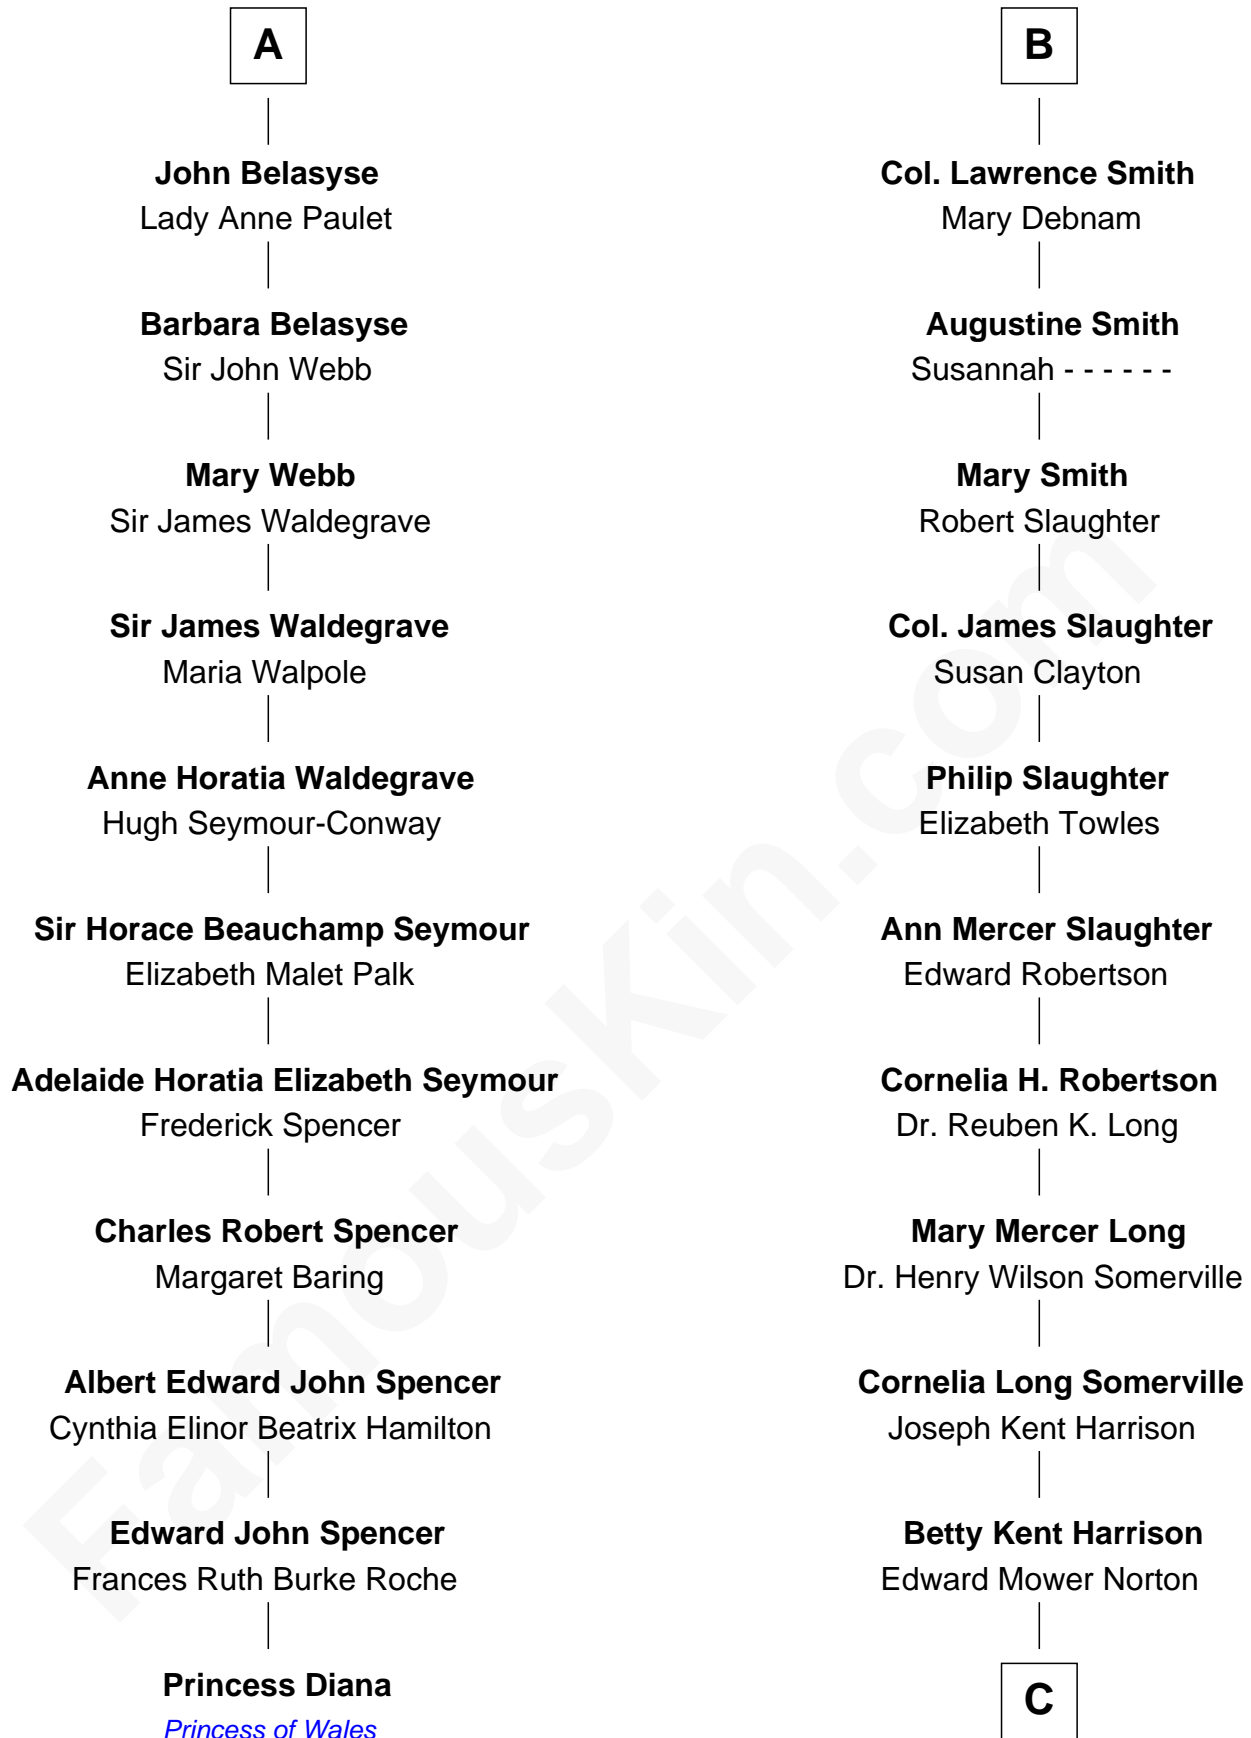 A
John Belasyse
Lady Anne Paulet
Barbara Belasyse
Sir John Webb
Mary Webb
Sir James Waldegrave
Sir James Waldegrave
Maria Walpole
Anne Horatia Waldegrave
Hugh Seymour-Conway
Sir Horace Beauchamp Seymour
Elizabeth Malet Palk
Adelaide Horatia Elizabeth Seymour
Frederick Spencer
Charles Robert Spencer
Margaret Baring
Albert Edward John Spencer
Cynthia Elinor Beatrix Hamilton
Edward John Spencer
Frances Ruth Burke Roche
Princess Diana
Princess of Wales
B
Col. Lawrence Smith
Mary Debnam
Augustine Smith
Susannah - - - - - -
Mary Smith
Robert Slaughter
Col. James Slaughter
Susan Clayton
Philip Slaughter
Elizabeth Towles
Ann Mercer Slaughter
Edward Robertson
Cornelia H. Robertson
Dr. Reuben K. Long
Mary Mercer Long
Dr. Henry Wilson Somerville
Cornelia Long Somerville
Joseph Kent Harrison
Betty Kent Harrison
Edward Mower Norton
C
FamousKin.com